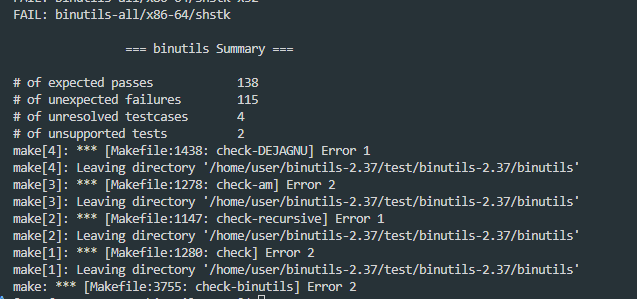 FAIL: binutils-all/x86-64/shstk-x32
FAIL: binutils-all/x86-64/shstk
=== binutils Summary ===
# of expected passes 138
# of unexpected failures 115
# of unresolved testcases 4
# of unsupported tests 2
make[4]: *** [Makefile:1438: check-DEJAGNU] Error 1
make[4]: Leaving directory '/home/user/binutils-2.37/test/binutils-2.37/binutils'
make[3]: *** [Makefile:1278: check-am] Error 2
make[3]: Leaving directory '/home/user/binutils-2.37/test/binutils-2.37/binutils'
make[2]: *** [Makefile:1147: check-recursive] Error 1
make[2]: Leaving directory '/home/user/binutils-2.37/test/binutils-2.37/binutils'
make[1]: *** [Makefile:1280: check] Error 2
make[1]: Leaving directory '/home/user/binutils-2.37/test/binutils-2.37/binutils'
make: *** [Makefile:3755: check-binutils] Error 2